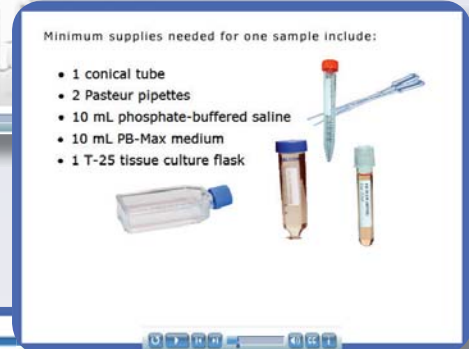 Minimum supplies needed for one sample include:
• 1 conical tube
• 2 Pasteur pipettes
• 10 mL phosphate-buffered saline
• 10 mL PB-Max medium
• 1 T-25 tissue culture flask